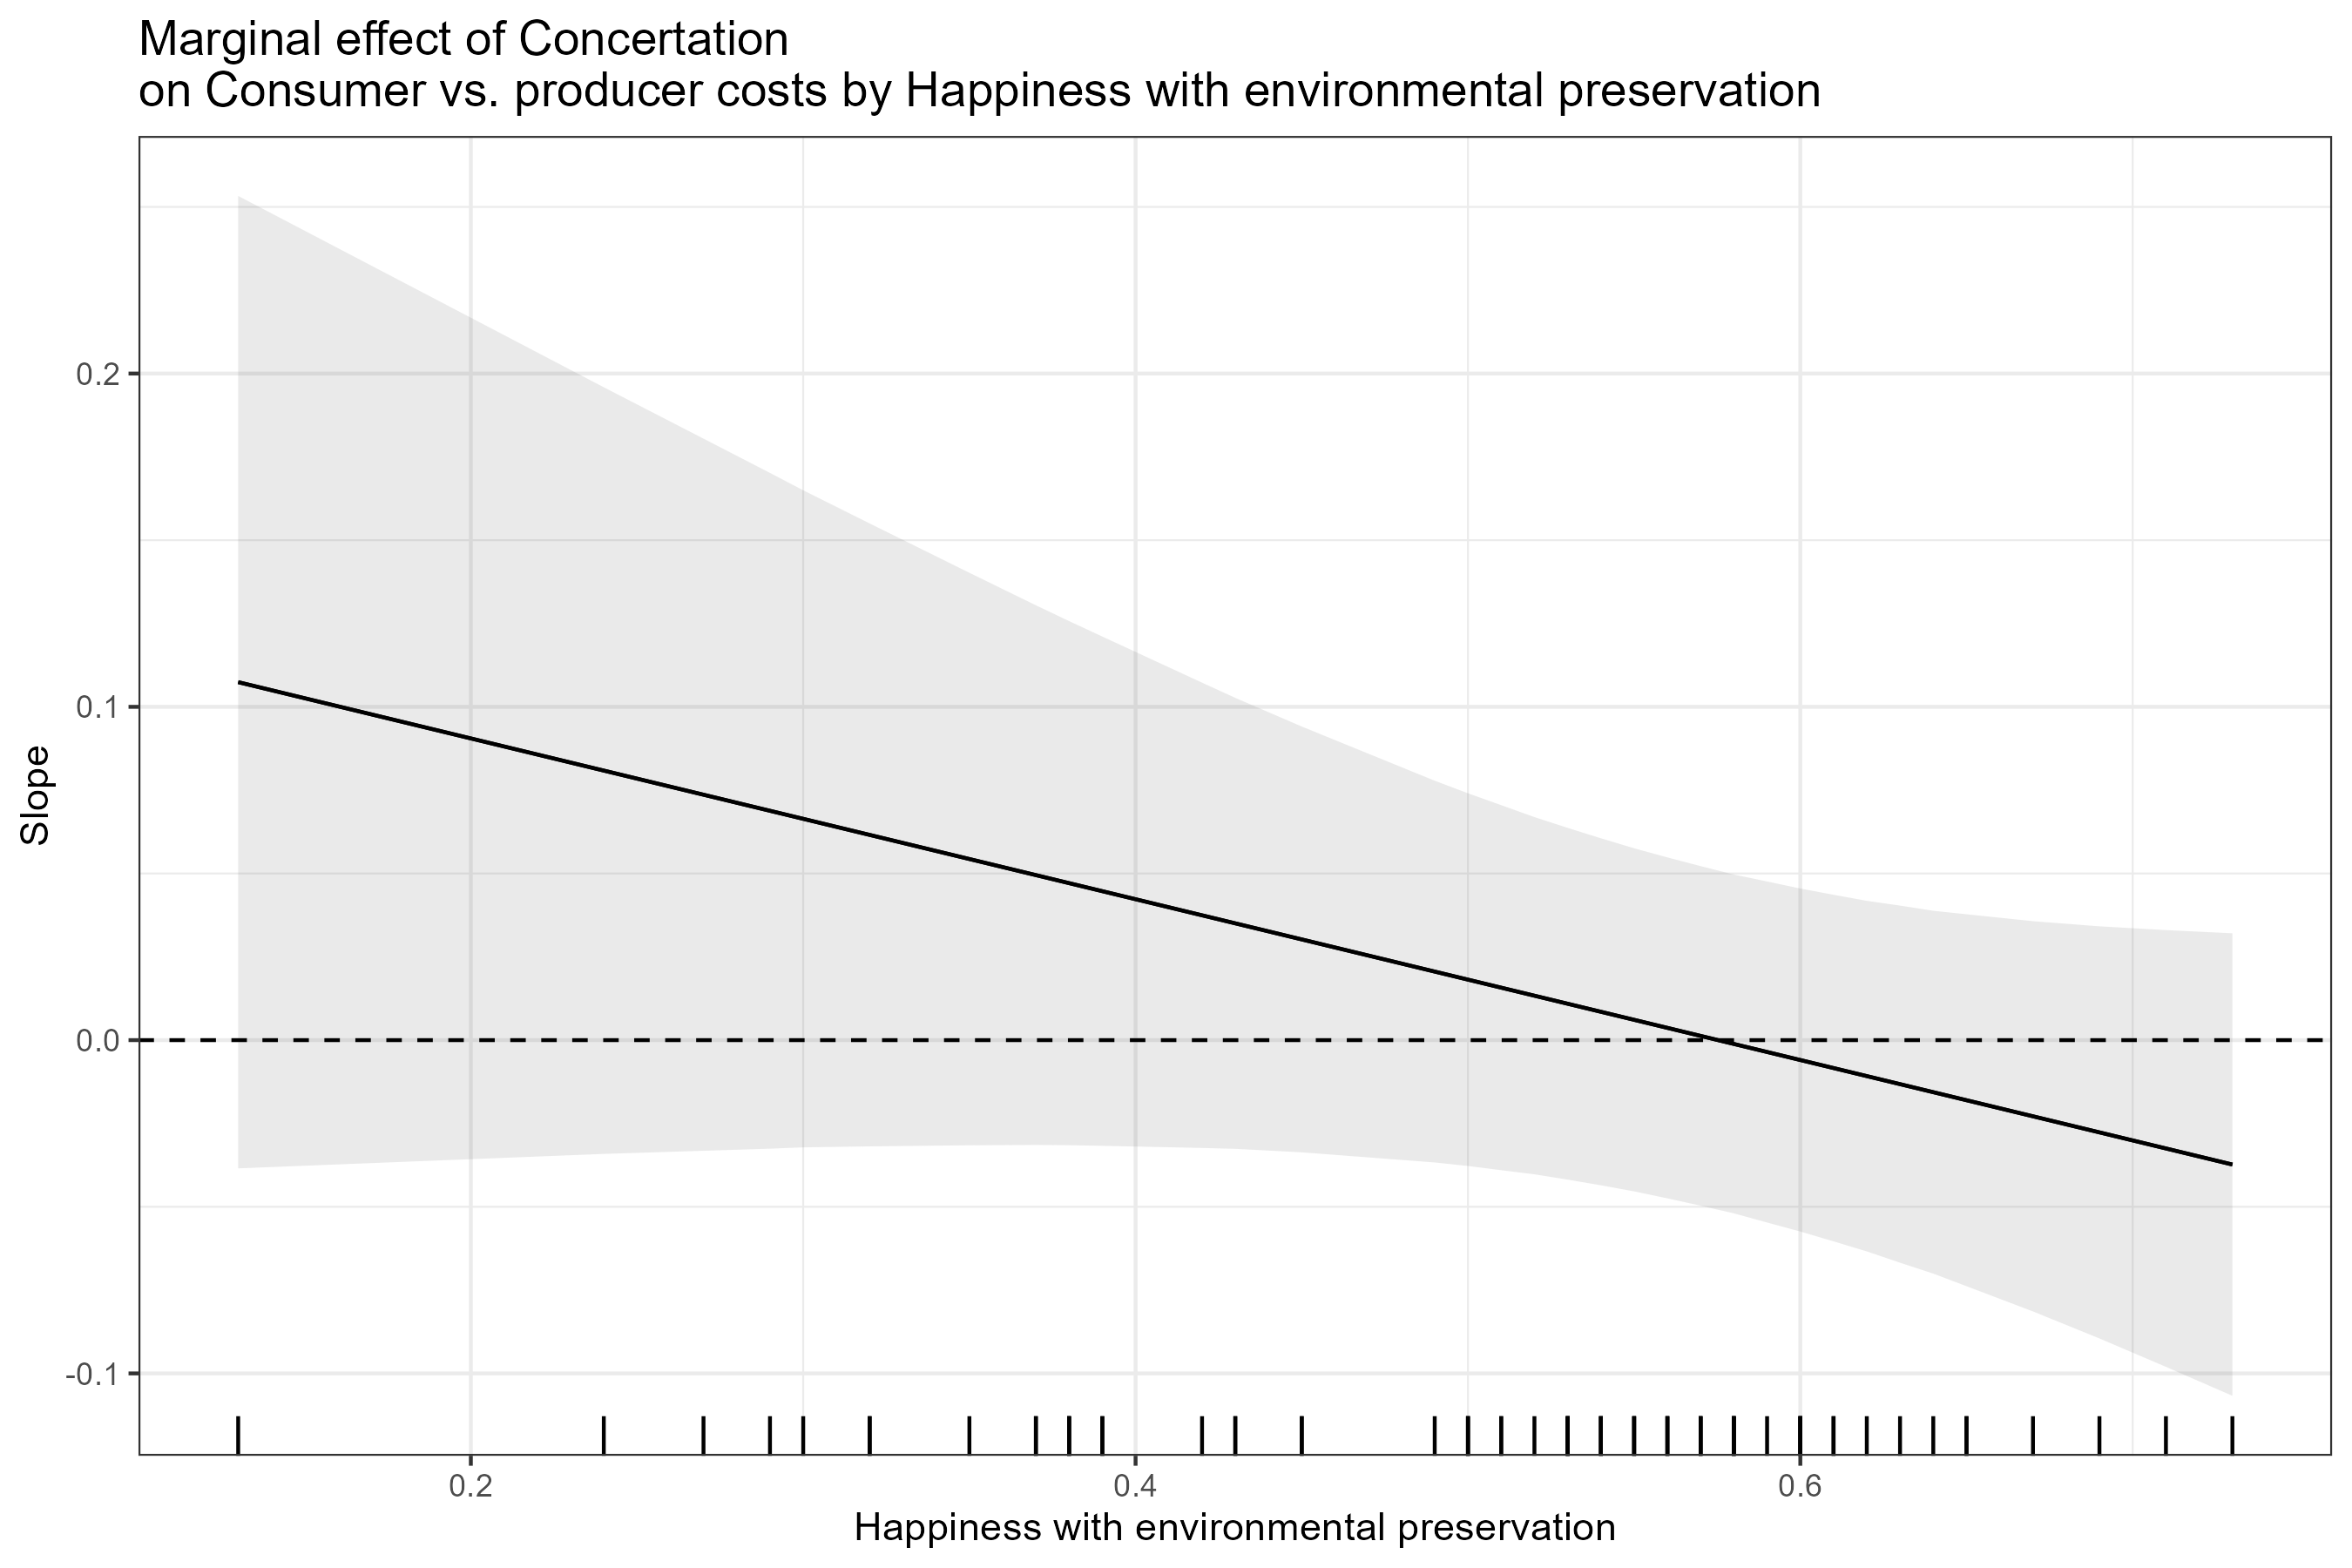 Marginal effect of Concertation
on Consumer vs. producer costs by Happiness with environmental preservation
0.2
0.1
0.0
-0.1
Slope
0.2
0.4
0.6
Happiness with environmental preservation